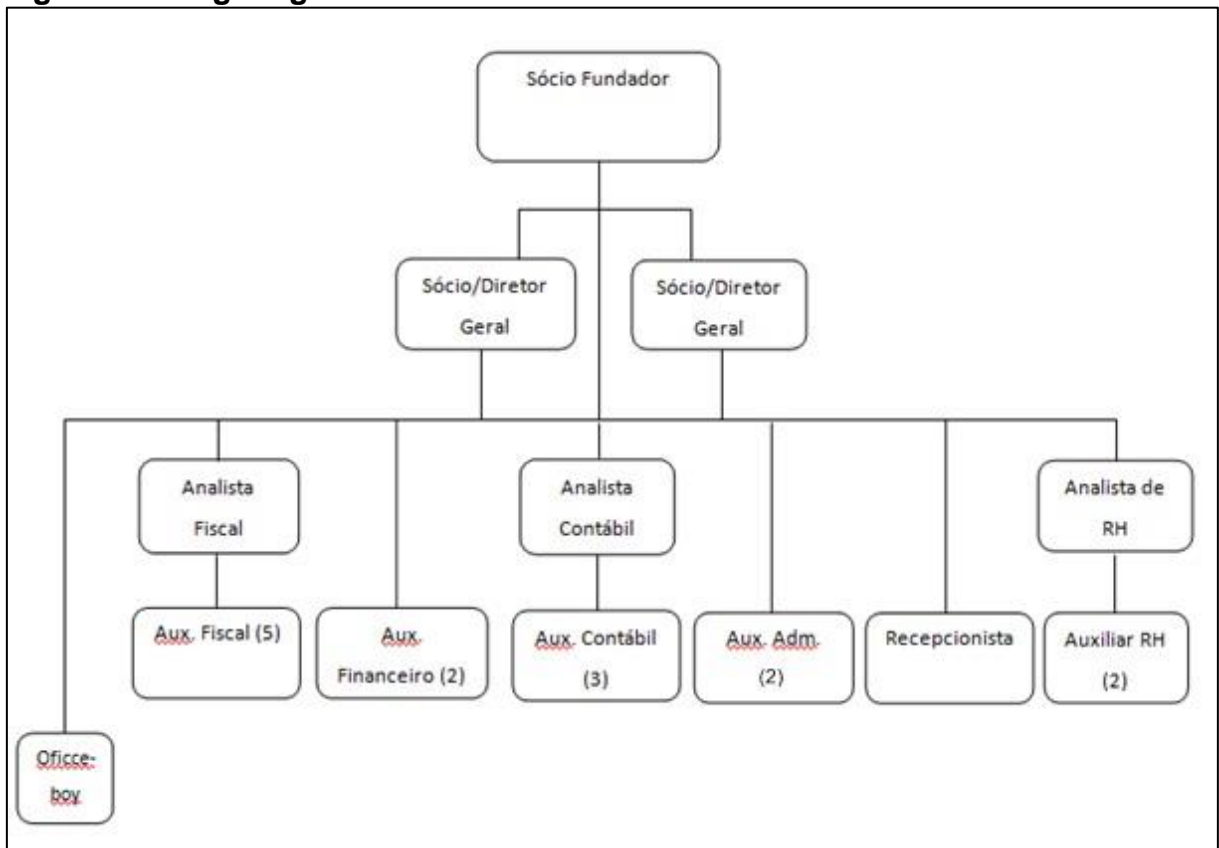 Sócio Fundador
Sócio/Diretor
Geral
Sócio/Diretor
Geral
Analista
Fiscal
Analista
Contábil
Analista de
RH
Aux. Fiscal (5)
Aux.
Financeiro (2)
Aux. Contábil
(3)
Aux. Adm.
(2)
Recepcionista
Auxiliar RH
(2)
Oficce-
boy